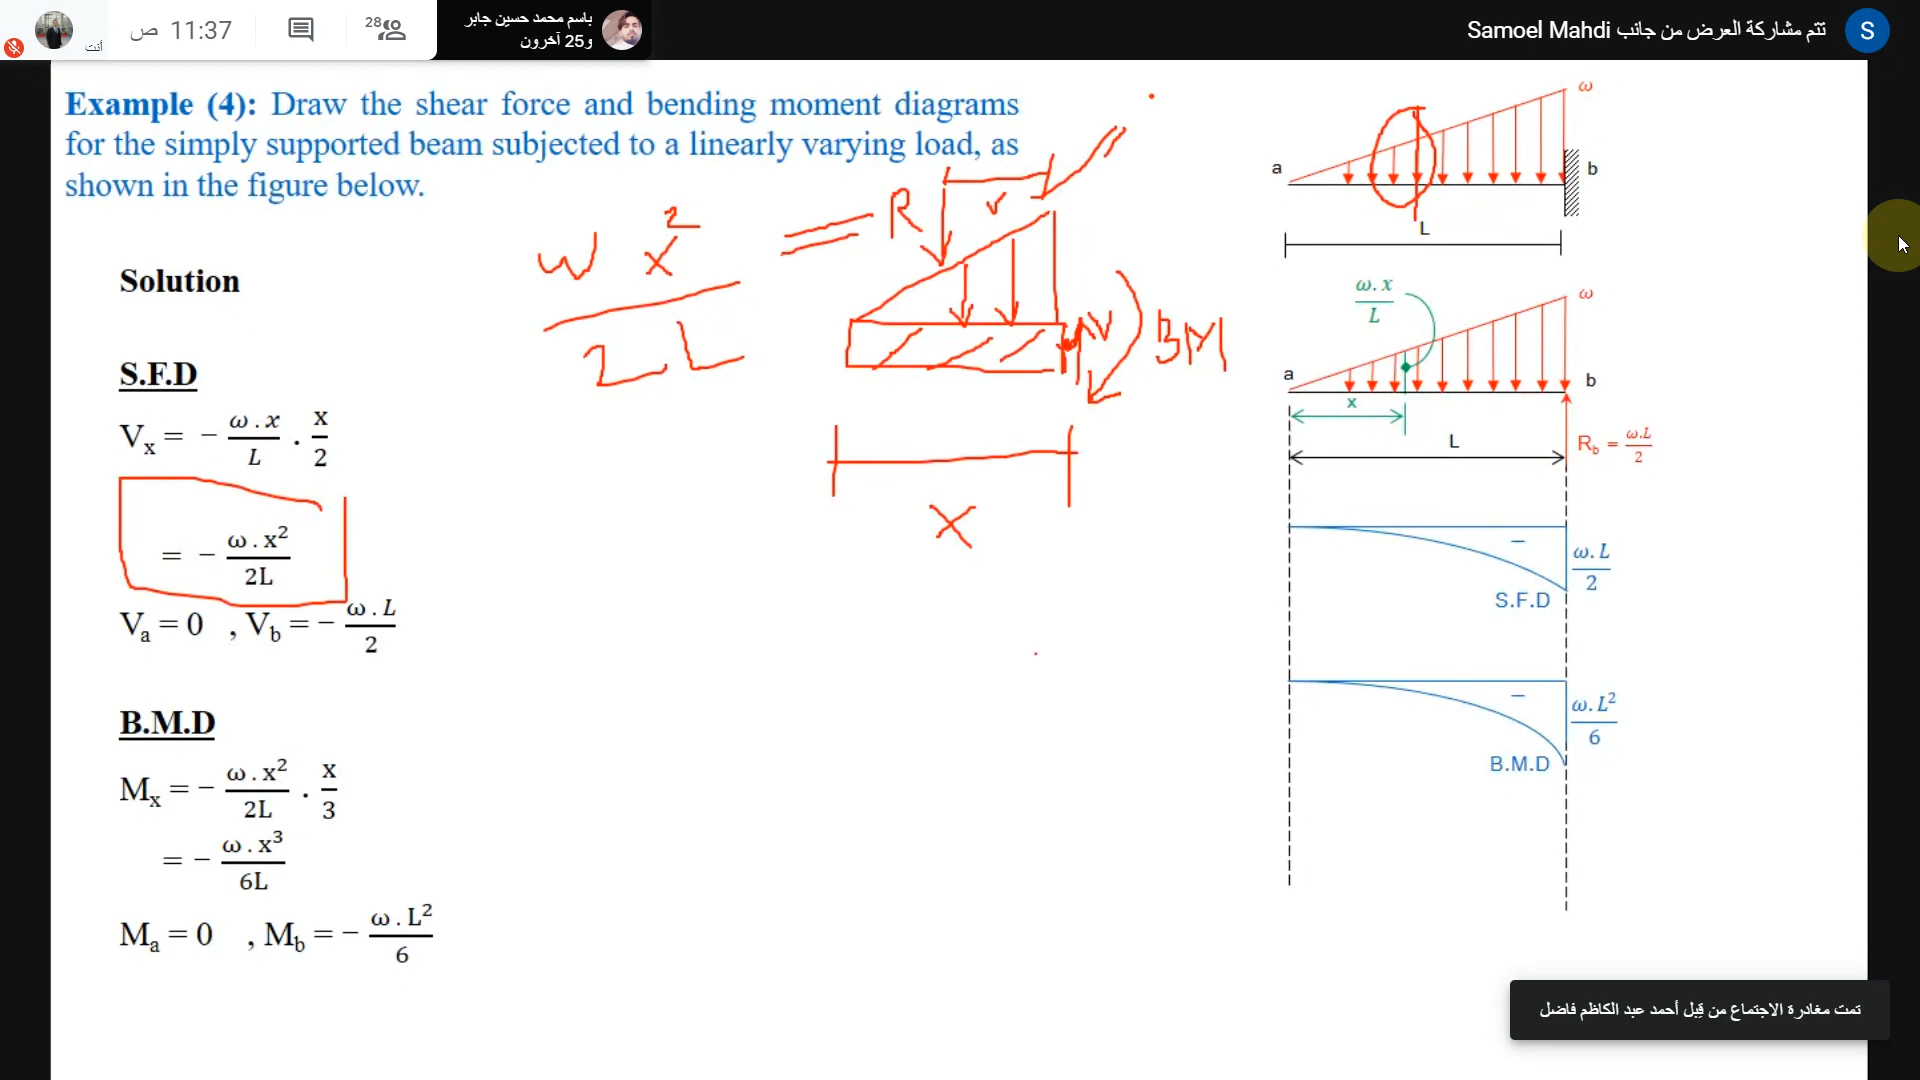 11:37 ص
28
أنت
باسم محمد حسين جابر
و25 آخرون
تتم مشاركة العرض من جانب Samoel Mahdi
S
Example (4): Draw the shear force and bending moment diagrams
for the simply supported beam subjected to a linearly varying load, as
shown in the figure below.
Solution
S.F.D
Vₓ = − ω . x / L . x / 2
= − ω . x² / 2L
Vₐ = 0 , V_b = − ω . L / 2
B.M.D
Mₓ = − ω . x² / 2L . x / 3
= − ω . x³ / 6L
Mₐ = 0 , M_b = − ω . L² / 6
w x² / 2L = R
V
BM
x
ω
a
b
L
ω. x / L
ω
a
b
x
L
R_b = ω.L / 2
−
ω. L / 2
S.F.D
−
ω. L² / 6
B.M.D
تمت مغادرة الاجتماع من قِبل أحمد عبد الكاظم فاضل